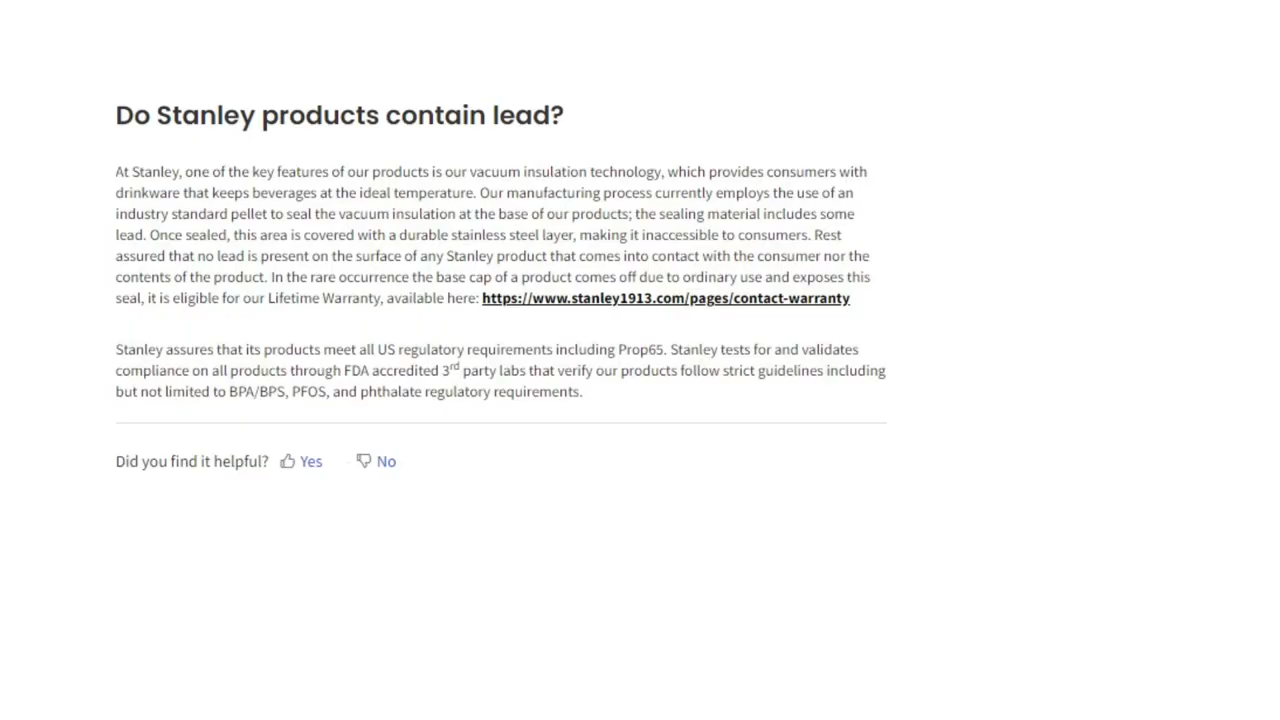 Do Stanley products contain lead?
At Stanley, one of the key features of our products is our vacuum insulation technology, which provides consumers with
drinkware that keeps beverages at the ideal temperature. Our manufacturing process currently employs the use of an
industry standard pellet to seal the vacuum insulation at the base of our products; the sealing material includes some
lead. Once sealed, this area is covered with a durable stainless steel layer, making it inaccessible to consumers. Rest
assured that no lead is present on the surface of any Stanley product that comes into contact with the consumer nor the
contents of the product. In the rare occurrence the base cap of a product comes off due to ordinary use and exposes this
seal, it is eligible for our Lifetime Warranty, available here: https://www.stanley1913.com/pages/contact-warranty
Stanley assures that its products meet all US regulatory requirements including Prop65. Stanley tests for and validates
compliance on all products through FDA accredited 3rd party labs that verify our products follow strict guidelines including
but not limited to BPA/BPS, PFOS, and phthalate regulatory requirements.
Did you find it helpful? Yes No